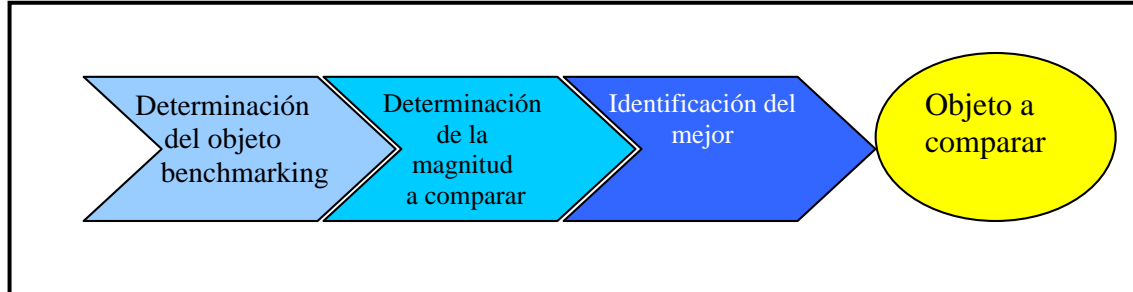 Determinación
del objeto
benchmarking
Determinación
de la
magnitud
a comparar
Identificación del
mejor
Objeto a
comparar